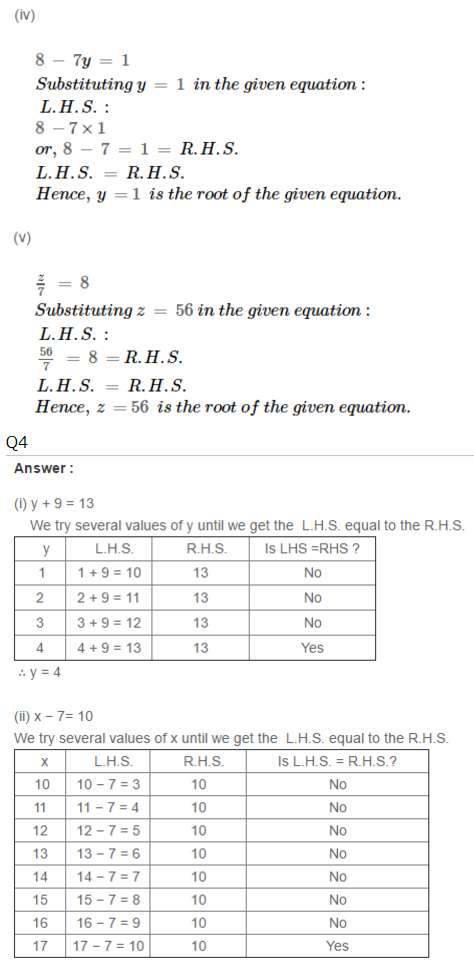 (iv)
8 − 7y = 1
Substituting y = 1 in the given equation :
L.H.S. :
8 − 7 × 1
or, 8 − 7 = 1 = R.H.S.
L.H.S. = R.H.S.
Hence, y = 1 is the root of the given equation.
(v)
z/7 = 8
Substituting z = 56 in the given equation :
L.H.S. :
56/7 = 8 = R.H.S.
L.H.S. = R.H.S.
Hence, z = 56 is the root of the given equation.
Q4
Answer :
(i) y + 9 = 13
We try several values of y until we get the L.H.S. equal to the R.H.S.
y L.H.S. R.H.S. Is LHS =RHS ?
1 1 + 9 = 10 13 No
2 2 + 9 = 11 13 No
3 3 + 9 = 12 13 No
4 4 + 9 = 13 13 Yes
∴ y = 4
(ii) x − 7= 10
We try several values of x until we get the L.H.S. equal to the R.H.S.
x L.H.S. R.H.S. Is L.H.S. = R.H.S.?
10 10 − 7 = 3 10 No
11 11 − 7 = 4 10 No
12 12 − 7 = 5 10 No
13 13 − 7 = 6 10 No
14 14 − 7 = 7 10 No
15 15 − 7 = 8 10 No
16 16 − 7 = 9 10 No
17 17 − 7 = 10 10 Yes